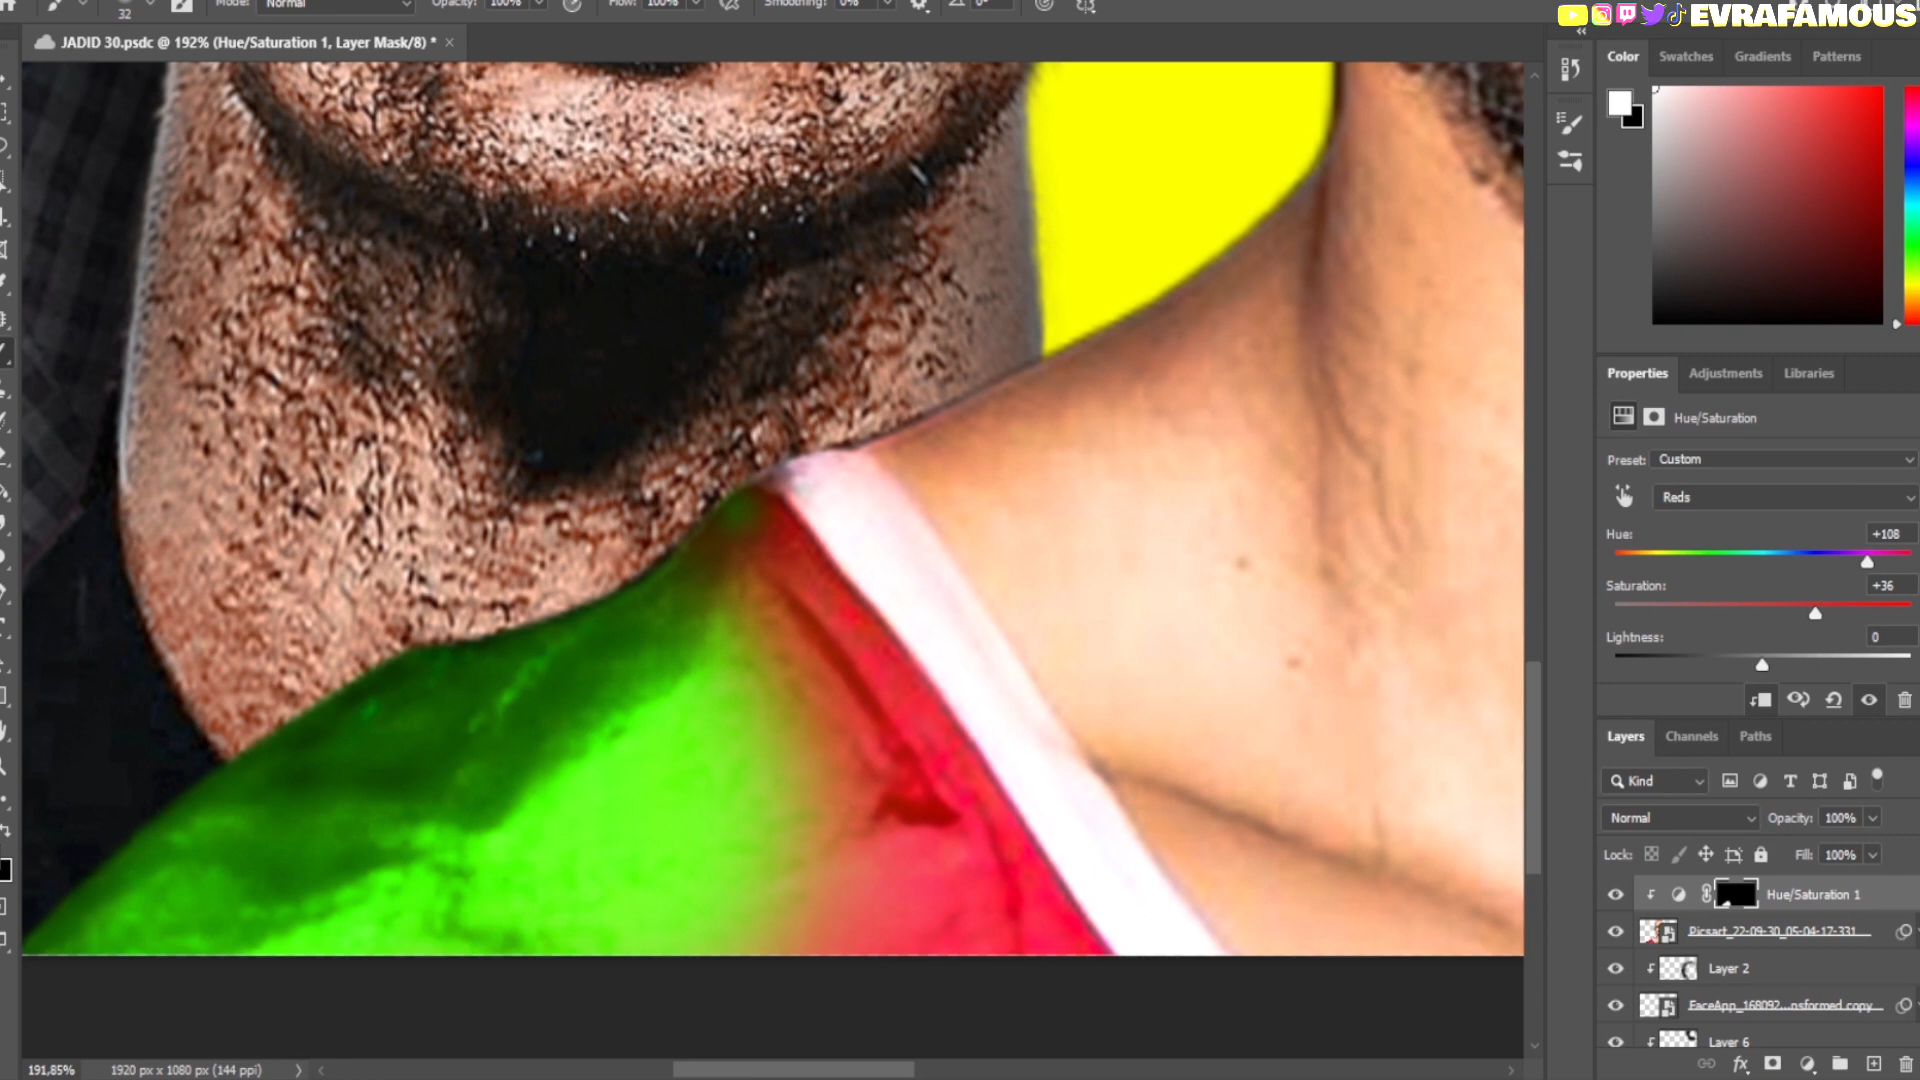 Mode: Normal Opacity: 100% Flow: 100% Smoothing: 0% 0°
32
EVRAFAMOUS
JADID 30.psdc @ 192% (Hue/Saturation 1, Layer Mask/8) * ×
Color Swatches Gradients Patterns
Properties Adjustments Libraries
Hue/Saturation
Preset: Custom
Reds
Hue: +108
Saturation: +36
Lightness: 0
Layers Channels Paths
Kind
Normal Opacity: 100%
Lock: Fill: 100%
Hue/Saturation 1
Picsart_22-09-30_05-04-17-331...
Layer 2
FaceApp_168092...nsformed copy
Layer 6
191,85% 1920 px x 1080 px (144 ppi)
fx